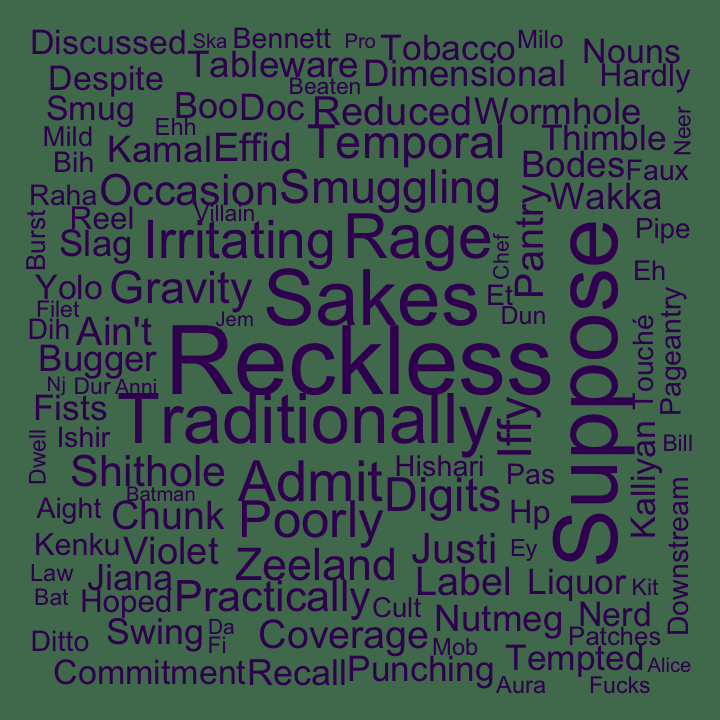 Discussed Ska Bennett Pro Tobacco Milo Nouns
Despite Tableware Beaten Dimensional Hardly
Smug Boo Doc Reduced Wormhole Neer
Mild Ehh Kamal Effid Temporal Thimble
Bih Bodes Faux
Raha Occasion Smuggling Pantry Wakka
Burst Reel Villain Irritating Rage Chef Suppose Pipe
Slag Eh
Yolo Gravity Sakes Et
Filet Jem Dun Touché Pageantry
Dih Ain't
Bugger Reckless
Nj Dur Anni
Fists Traditionally Iffy
Dwell Ishir Kalliyan Bill
Shithole Admit Hishari Pas
Batman Digits Downstream
Aight Chunk Poorly Hp
Kenku Violet Justi Ey
Law Jiana Zeeland Label Liquor Kit
Bat Hoped Practically Cult Nutmeg Nerd
Ditto Swing Da Coverage Mob Patches
Fi Tempted
Commitment Recall Punching Alice
Aura Fucks